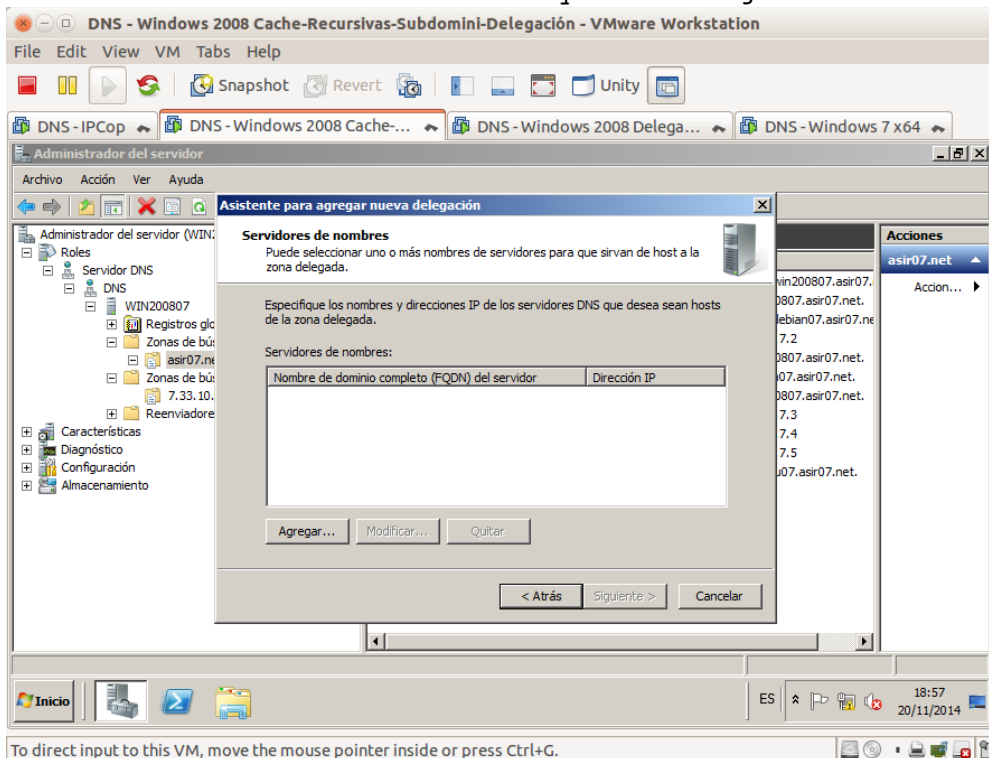 DNS - Windows 2008 Cache-Recursivas-Subdomini-Delegación - VMware Workstation
File Edit View VM Tabs Help
Snapshot Revert Unity
DNS - IPCop DNS - Windows 2008 Cache-... DNS - Windows 2008 Delega... DNS - Windows 7 x64
Administrador del servidor
Archivo Acción Ver Ayuda
Asistente para agregar nueva delegación
Administrador del servidor (WIN2
Roles
Servidor DNS
DNS
WIN200807
Registros glo
Zonas de bú
asir07.ne
Zonas de bú
7.33.10.
Reenviadore
Características
Diagnóstico
Configuración
Almacenamiento
Servidores de nombres
Puede seleccionar uno o más nombres de servidores para que sirvan de host a la
zona delegada.
Especifique los nombres y direcciones IP de los servidores DNS que desea sean hosts
de la zona delegada.
Servidores de nombres:
Nombre de dominio completo (FQDN) del servidor Dirección IP
Agregar... Modificar... Quitar
< Atrás Siguiente > Cancelar
win200807.asir07.
0807.asir07.net.
debian07.asir07.ne
7.2
0807.asir07.net.
07.asir07.net.
0807.asir07.net.
7.3
7.4
7.5
u07.asir07.net.
Acciones
asir07.net
Accion...
Inicio
ES
18:57
20/11/2014
To direct input to this VM, move the mouse pointer inside or press Ctrl+G.